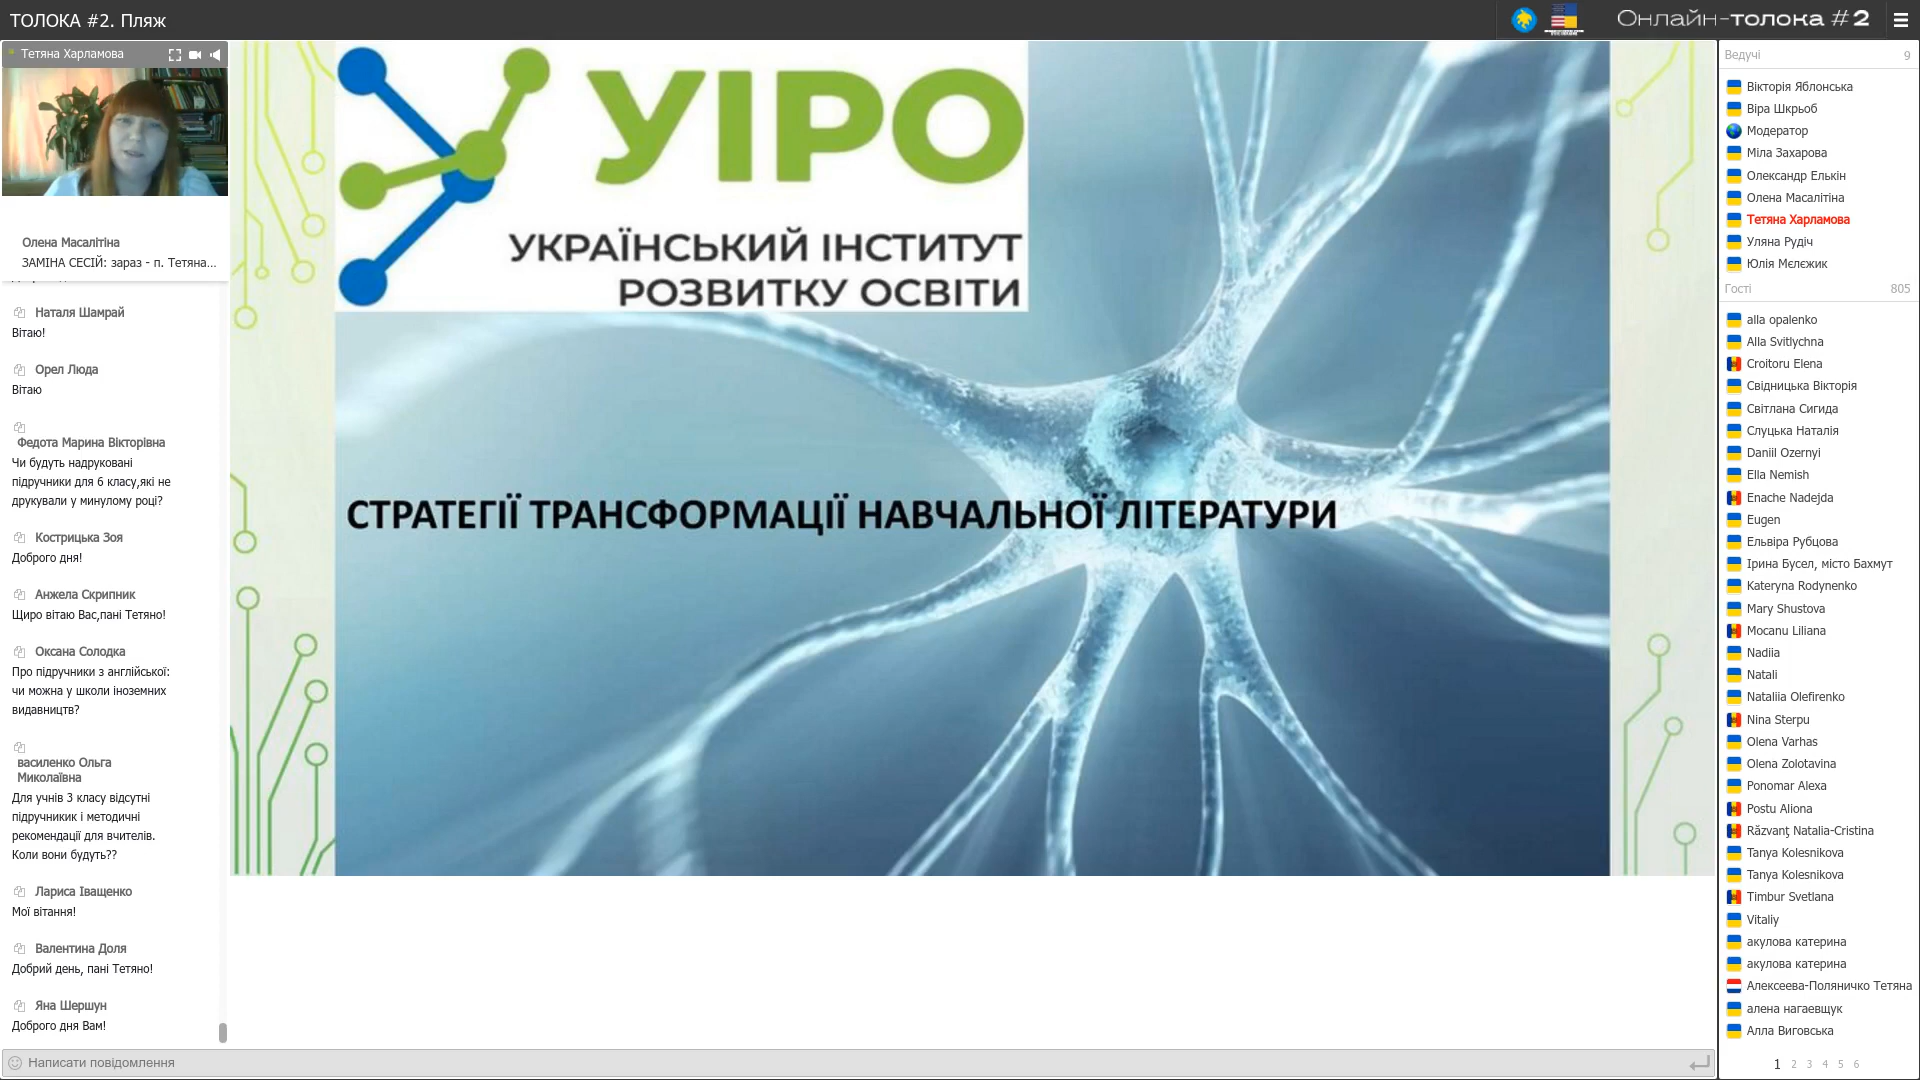 ТОЛОКА #2. Пляж
Онлайн-толока #2
Тетяна Харламова
Олена Масалітіна
ЗАМІНА СЕСІЙ: зараз - п. Тетяна...
Наталя Шамрай
Вітаю!
Орел Люда
Вітаю
Федота Марина Вікторівна
Чи будуть надруковані
підручники для 6 класу,які не
друкували у минулому році?
Кострицька Зоя
Доброго дня!
Анжела Скрипник
Щиро вітаю Вас,пані Тетяно!
Оксана Солодка
Про підручники з англійської:
чи можна у школи іноземних
видавництв?
василенко Ольга
Миколаївна
Для учнів 3 класу відсутні
підручникик і методичні
рекомендації для вчителів.
Коли вони будуть??
Лариса Іващенко
Мої вітання!
Валентина Доля
Добрий день, пані Тетяно!
Яна Шершун
Доброго дня Вам!
Написати повідомлення
УІРО
УКРАЇНСЬКИЙ ІНСТИТУТ
РОЗВИТКУ ОСВІТИ
СТРАТЕГІЇ ТРАНСФОРМАЦІЇ НАВЧАЛЬНОЇ ЛІТЕРАТУРИ
Ведучі 9
Вікторія Яблонська
Віра Шкрьоб
Модератор
Міла Захарова
Олександр Елькін
Олена Масалітіна
Тетяна Харламова
Уляна Рудіч
Юлія Мєлєжик
Гості 805
alla opalenko
Alla Svitlychna
Croitoru Elena
Свідницька Вікторія
Світлана Сигида
Слуцька Наталія
Daniil Ozernyi
Ella Nemish
Enache Nadejda
Eugen
Ельвіра Рубцова
Ірина Бусел, місто Бахмут
Kateryna Rodynenko
Mary Shustova
Mocanu Liliana
Nadiia
Natali
Nataliia Olefirenko
Nina Sterpu
Olena Varhas
Olena Zolotavina
Ponomar Alexa
Postu Aliona
Răzvanţ Natalia-Cristina
Tanya Kolesnikova
Tanya Kolesnikova
Timbur Svetlana
Vitaliy
акулова катерина
акулова катерина
Алексеева-Поляничко Тетяна
алена нагаевщук
Алла Виговська
1 2 3 4 5 6